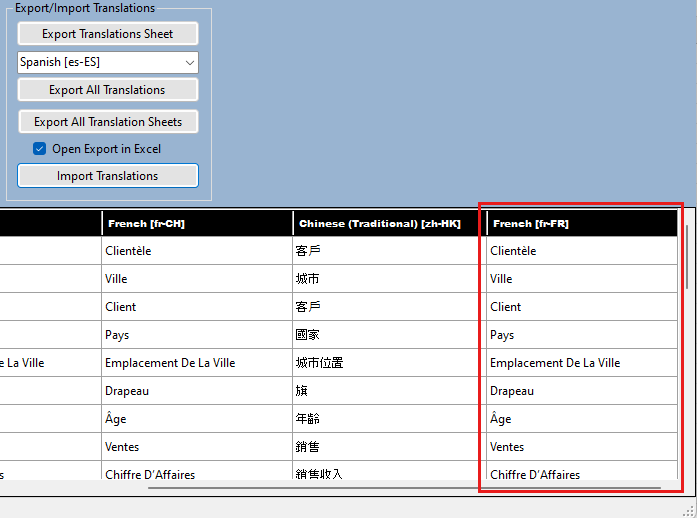 Export/Import Translations
Export Translations Sheet
Spanish [es-ES]
Export All Translations
Export All Translation Sheets
Open Export in Excel
Import Translations
French [fr-CH] Chinese (Traditional) [zh-HK] French [fr-FR]
Clientèle 客戶 Clientèle
Ville 城市 Ville
Client 客戶 Client
Pays 國家 Pays
De La Ville Emplacement De La Ville 城市位置 Emplacement De La Ville
Drapeau 旗 Drapeau
Âge 年齡 Âge
Ventes 銷售 Ventes
Chiffre D'Affaires 銷售收入 Chiffre D'Affaires